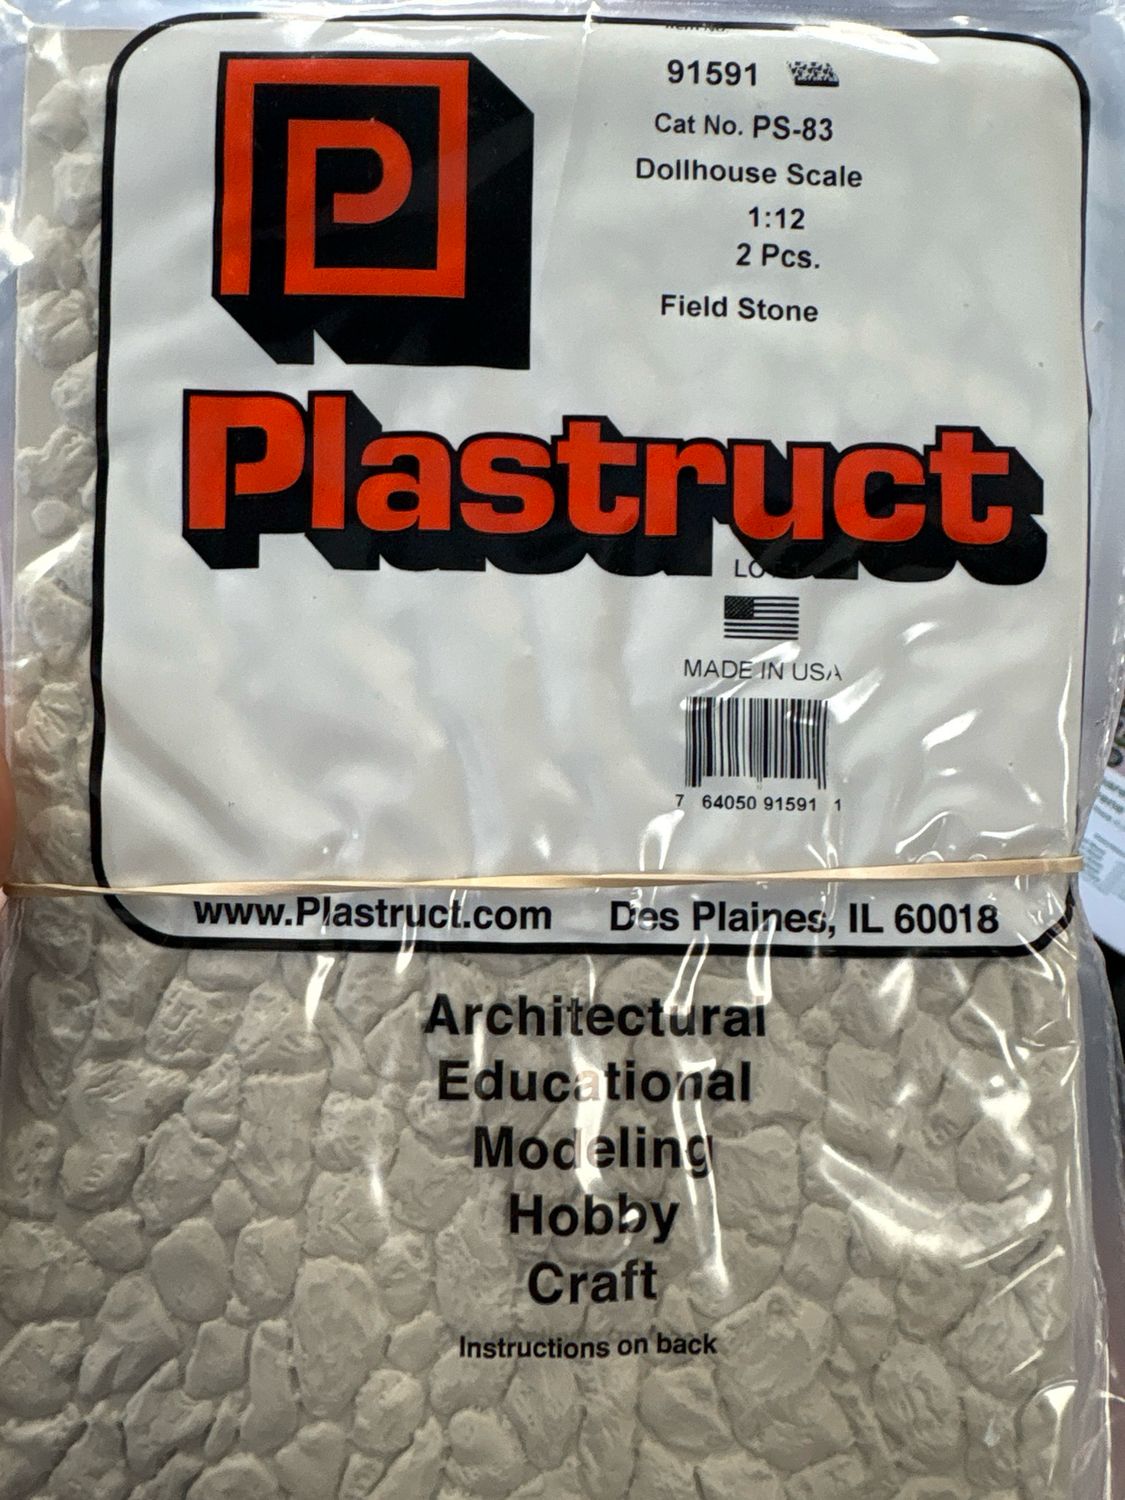 91591
Cat No. PS-83
Dollhouse Scale
1:12
2 Pcs.
Field Stone
P
Plastruct
MADE IN USA
7 64050 91591 1
www.Plastruct.com Des Plaines, IL 60018
Architectural
Educational
Modeling
Hobby
Craft
Instructions on back